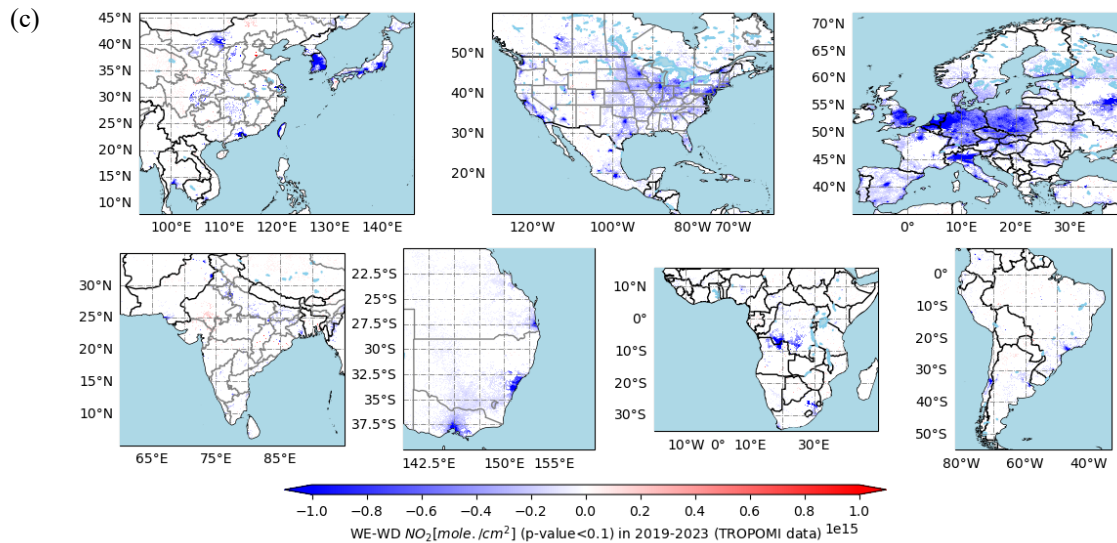 (c)
45°N
40°N
35°N
30°N
25°N
20°N
15°N
10°N
100°E 110°E 120°E 130°E 140°E
50°N
40°N
30°N
20°N
120°W 100°W 80°W 70°W
70°N
65°N
60°N
55°N
50°N
45°N
40°N
0° 10°E 20°E 30°E
30°N
25°N
20°N
15°N
10°N
65°E 75°E 85°E
22.5°S
25°S
27.5°S
30°S
32.5°S
35°S
37.5°S
142.5°E 150°E 155°E
10°N
0°
10°S
20°S
30°S
20°W 0° 10°E 30°E
0°
10°S
20°S
30°S
40°S
50°S
80°W 60°W 40°W
−1.0 −0.8 −0.6 −0.4 −0.2 0.0 0.2 0.4 0.6 0.8 1.0
WE-WD NO₂[mole./cm²] (p-value<0.1) in 2019-2023 (TROPOMI data) 1e15